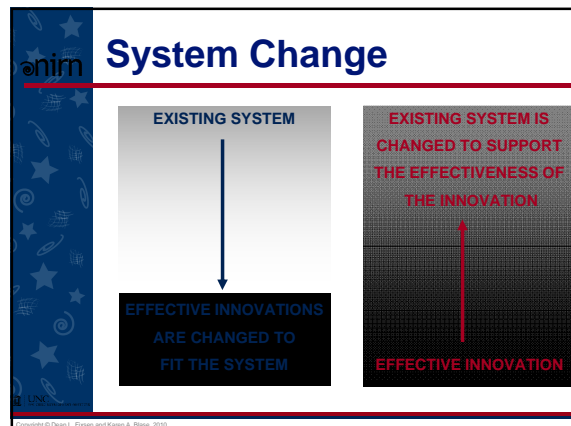 nirn
System Change
EXISTING SYSTEM
EFFECTIVE INNOVATIONS
ARE CHANGED TO
FIT THE SYSTEM
EXISTING SYSTEM IS
CHANGED TO SUPPORT
THE EFFECTIVENESS OF
THE INNOVATION
EFFECTIVE INNOVATION
UNC
Copyright © Dean L. Fixsen and Karen A. Blase, 2010